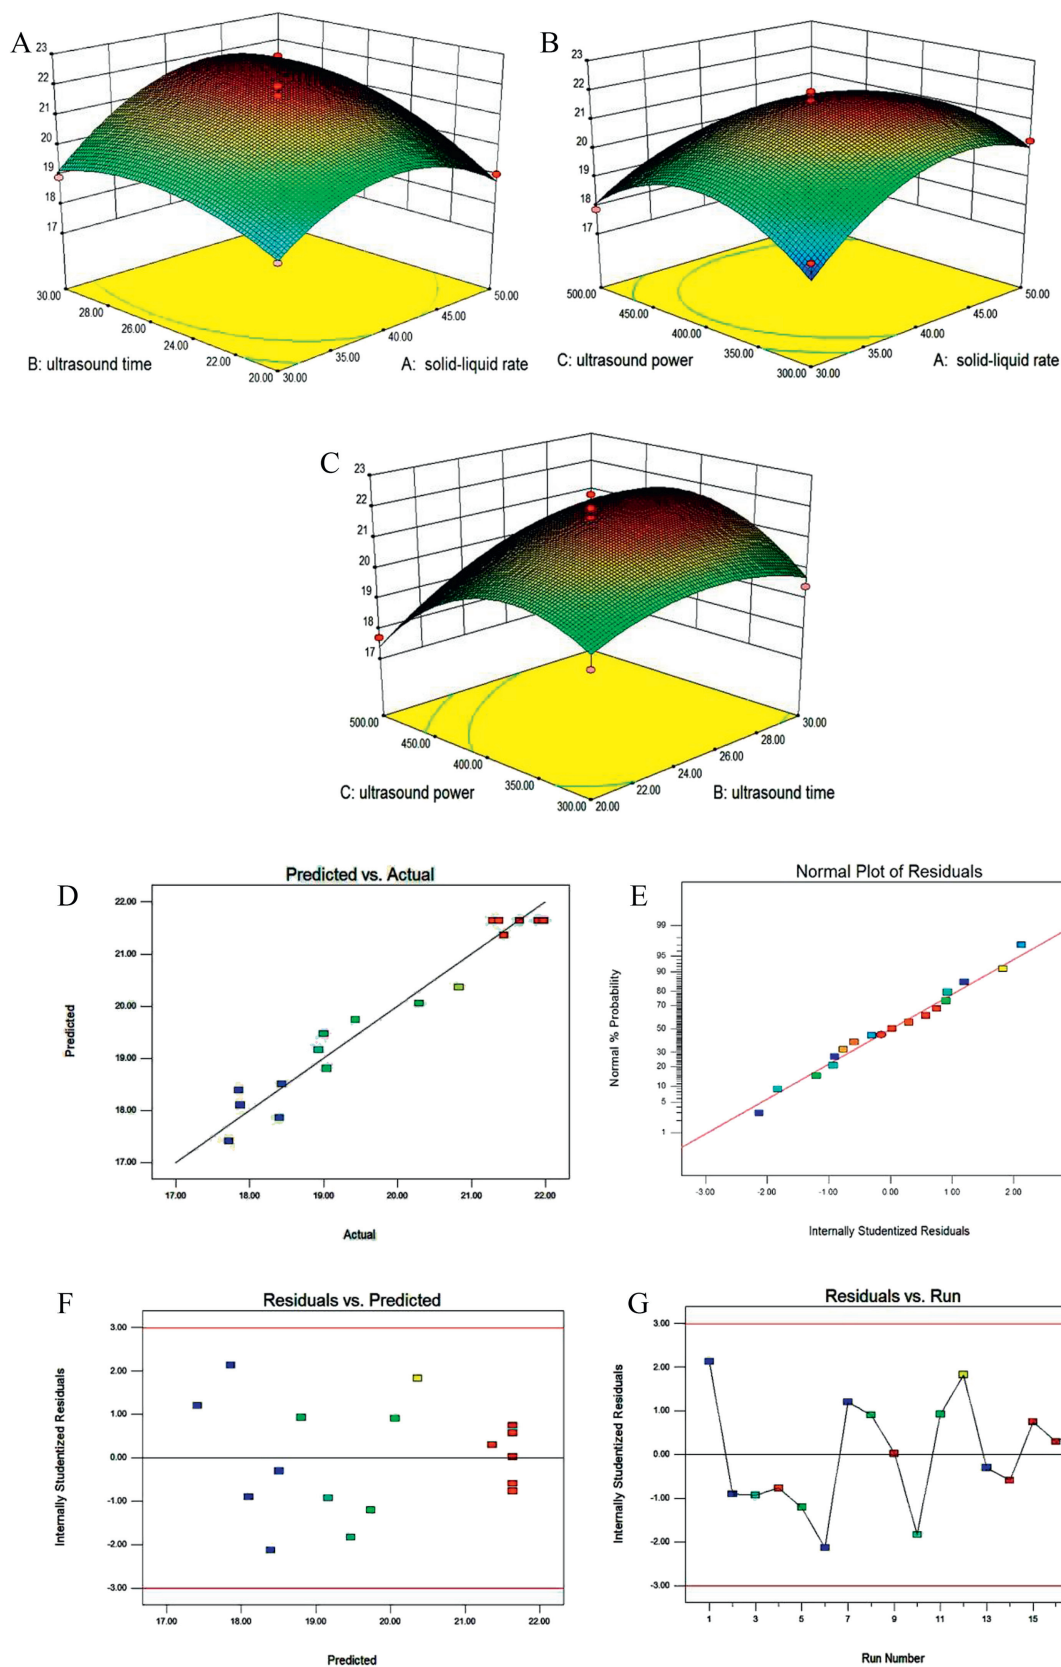 A
23
22
21
20
19
18
17
30.00
28.00
26.00
24.00
22.00
20.00
30.00
35.00
40.00
45.00
50.00
B: ultrasound time
A: solid-liquid rate
B
23
22
21
20
19
18
17
500.00
450.00
400.00
350.00
300.00
30.00
35.00
40.00
45.00
50.00
C: ultrasound power
A: solid-liquid rate
C
23
22
21
20
19
18
17
500.00
450.00
400.00
350.00
300.00
20.00
22.00
24.00
26.00
28.00
30.00
C: ultrasound power
B: ultrasound time
D
Predicted vs. Actual
22.00
21.00
20.00
19.00
18.00
17.00
Predicted
17.00 18.00 19.00 20.00 21.00 22.00
Actual
E
Normal Plot of Residuals
99
95
90
80
70
50
30
10
5
1
Normal % Probability
-3.00 -2.00 -1.00 0.00 1.00 2.00
Internally Studentized Residuals
F
Residuals vs. Predicted
3.00
2.00
1.00
0.00
-1.00
-2.00
-3.00
Internally Studentized Residuals
17.00 18.00 19.00 20.00 21.00 22.00
Predicted
G
Residuals vs. Run
3.00
2.00
1.00
0.00
-1.00
-2.00
-3.00
Internally Studentized Residuals
1 3 5 7 9 11 13 15
Run Number